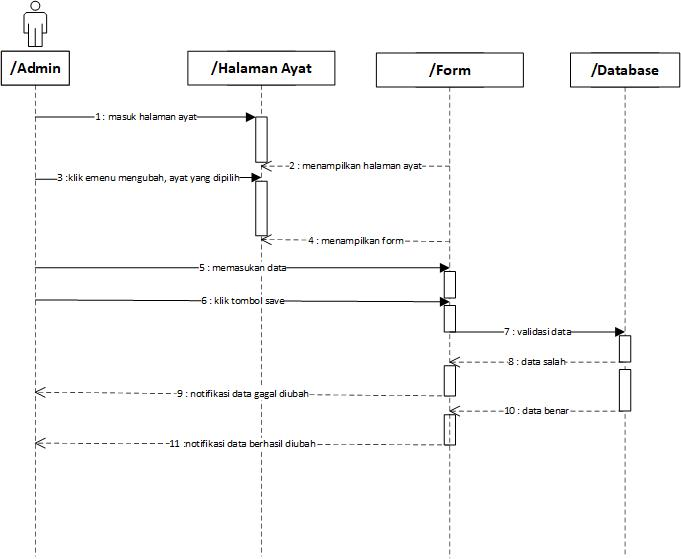 /Admin
/Halaman Ayat
/Form
/Database
1 : masuk halaman ayat
2 : menampilkan halaman ayat
3 :klik emenu mengubah, ayat yang dipilih
4 : menampilkan form
5 : memasukan data
6 : klik tombol save
7 : validasi data
8 : data salah
9 : notifikasi data gagal diubah
10 : data benar
11 :notifikasi data berhasil diubah